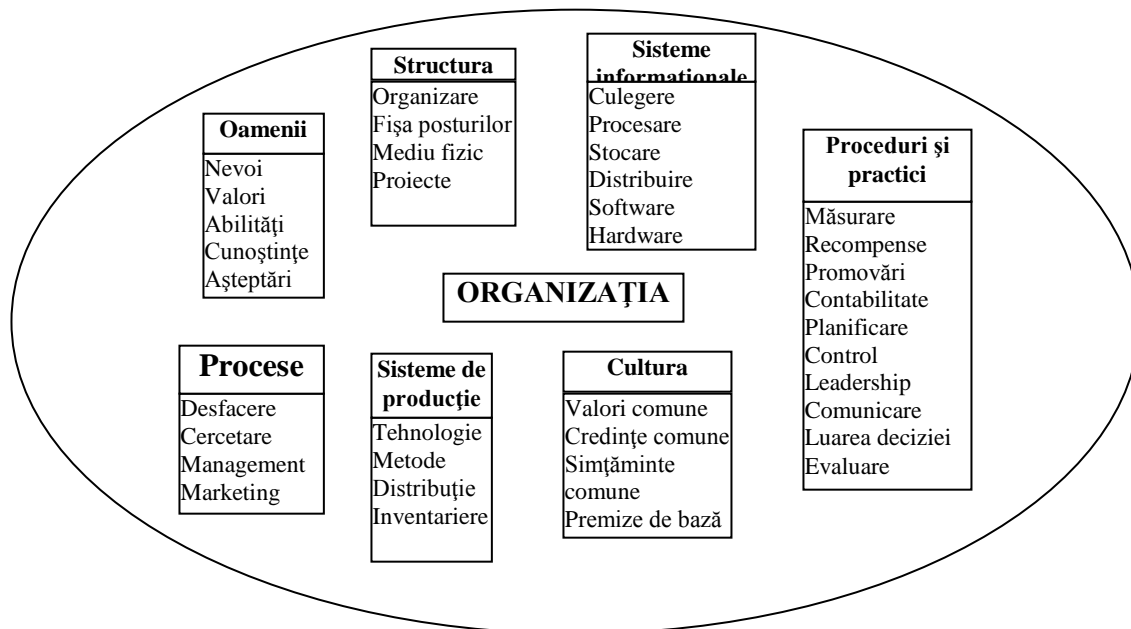 Structura
Organizare
Fişa posturilor
Mediu fizic
Proiecte
Sisteme
informaţionale
Culegere
Procesare
Stocare
Distribuire
Software
Hardware
Oamenii
Nevoi
Valori
Abilităţi
Cunoştinţe
Aşteptări
Proceduri şi
practici
Măsurare
Recompense
Promovări
Contabilitate
Planificare
Control
Leadership
Comunicare
Luarea deciziei
Evaluare
ORGANIZAŢIA
Procese
Desfacere
Cercetare
Management
Marketing
Sisteme de
producţie
Tehnologie
Metode
Distribuţie
Inventariere
Cultura
Valori comune
Credinţe comune
Simţăminte
comune
Premize de bază